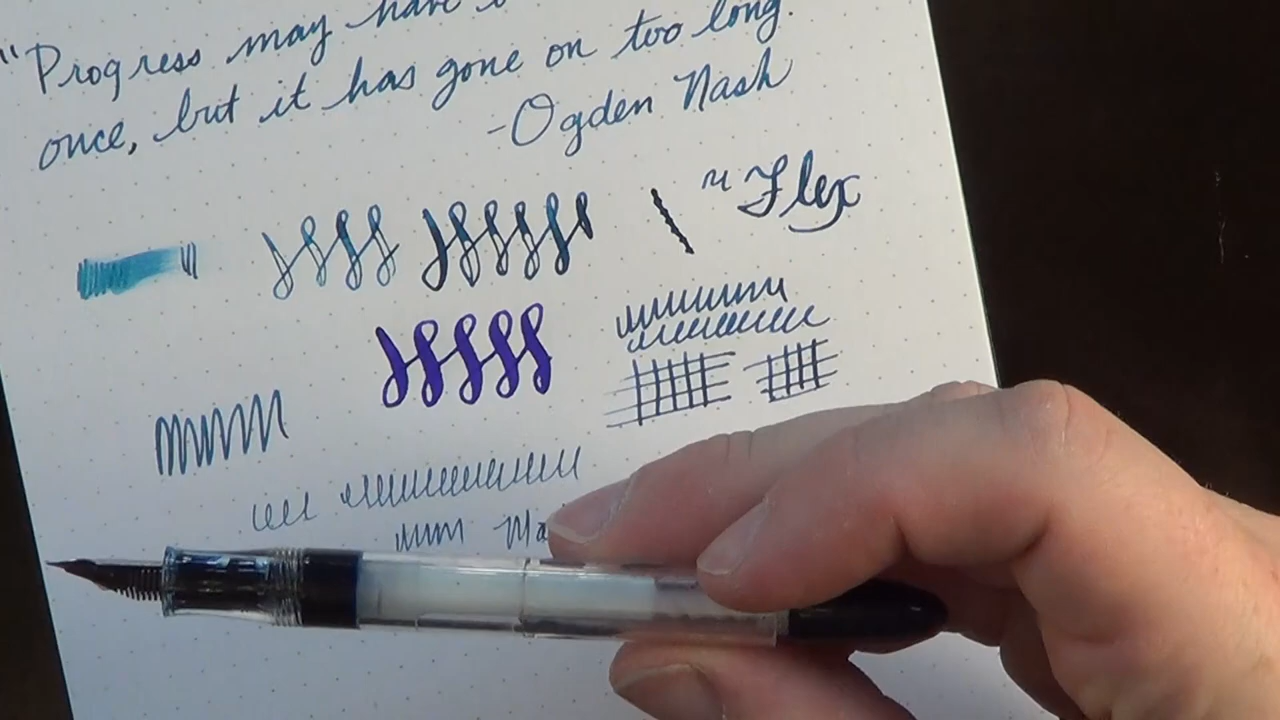 "Progress may have
once, but it has gone on too long.
-Ogden Nash
~ Flex